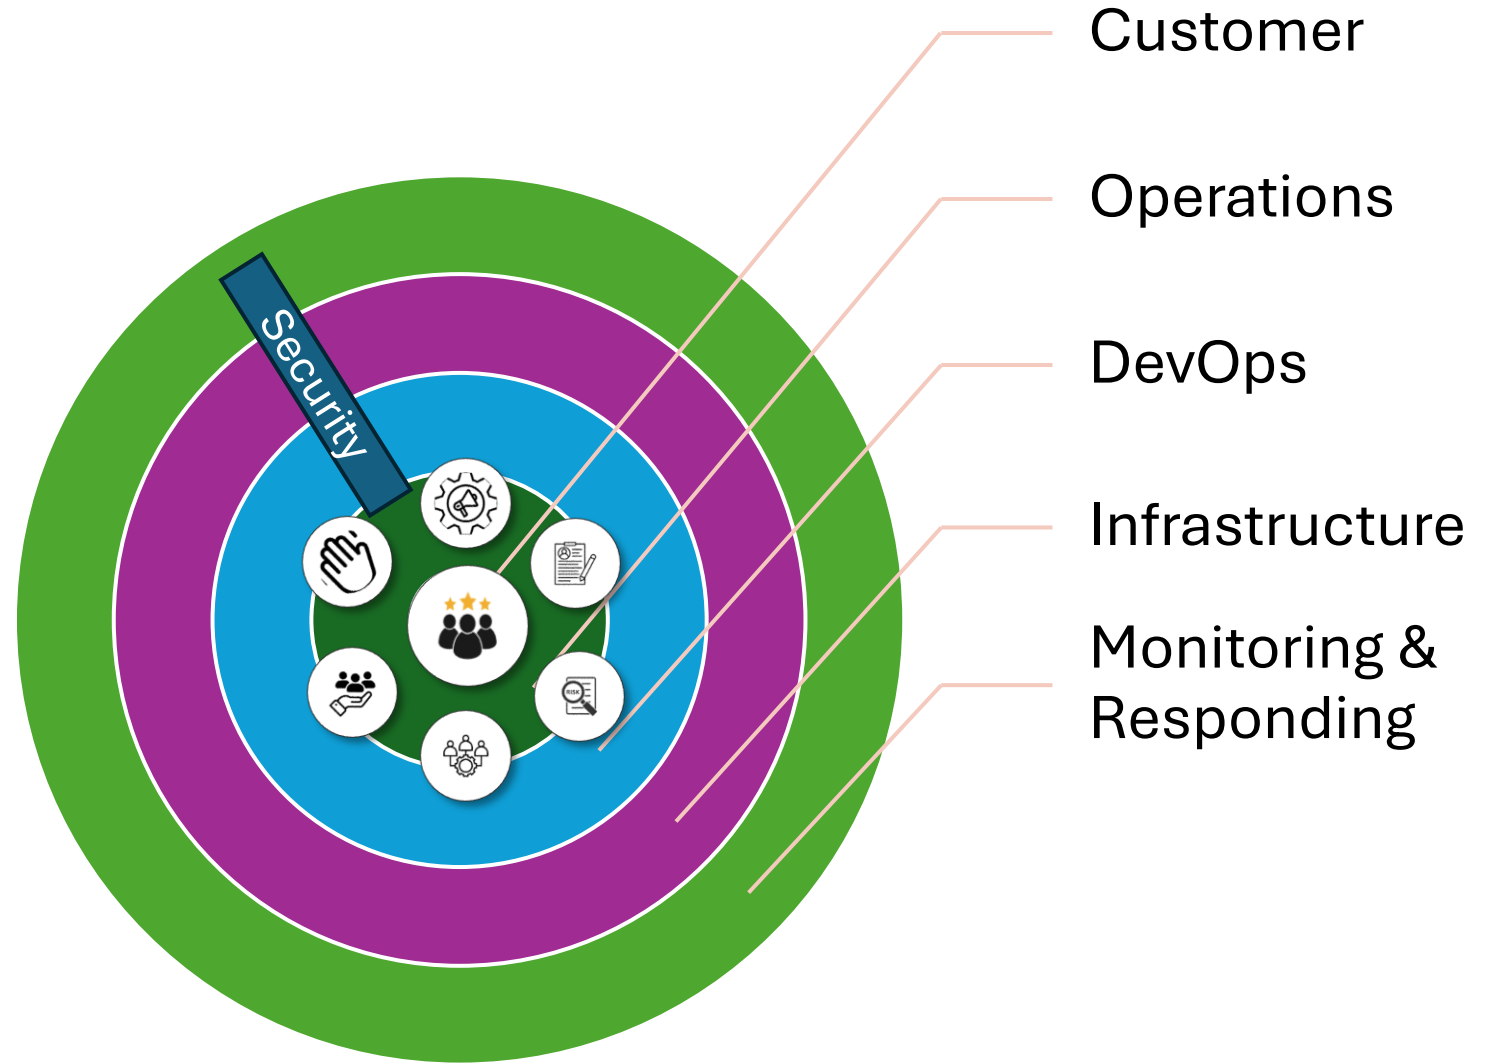 Customer
Operations
DevOps
Infrastructure
Monitoring &
Responding
Security
RISK